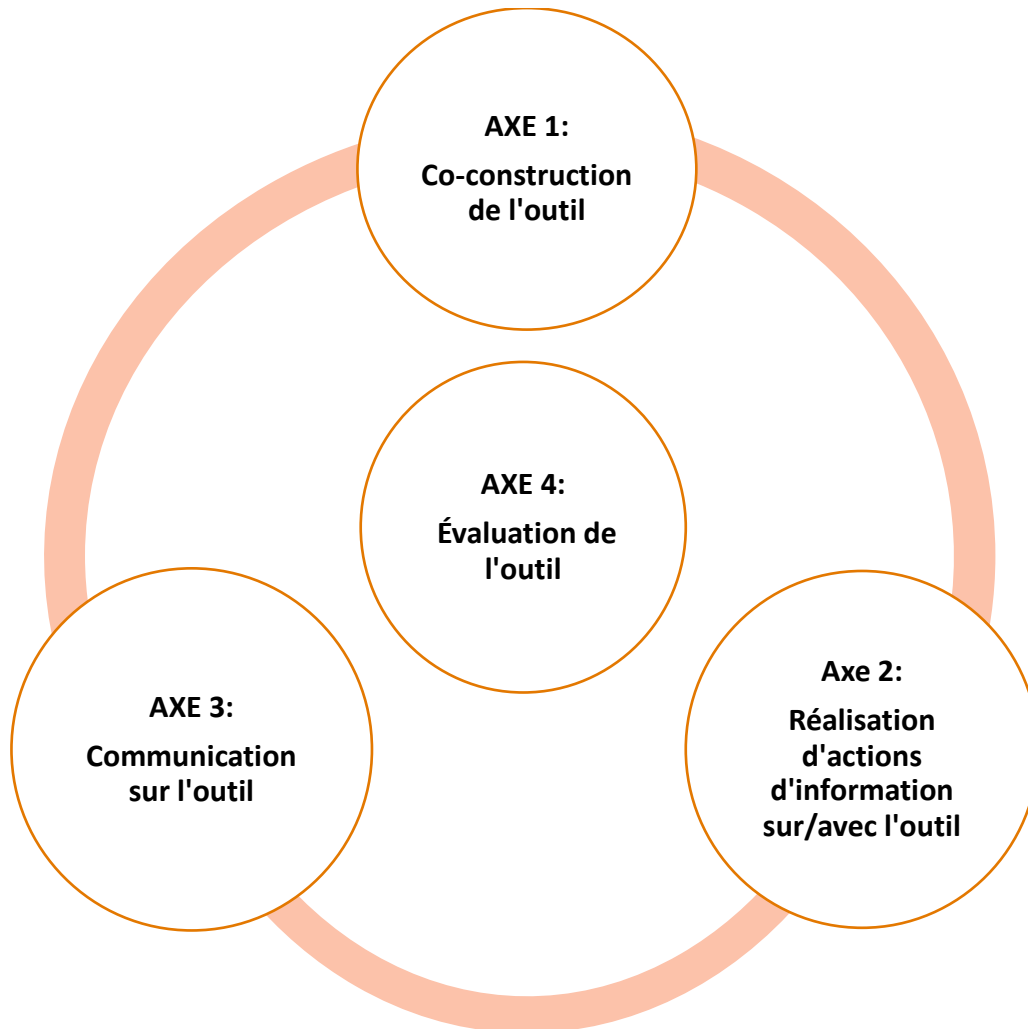 AXE 1:
Co-construction
de l'outil
AXE 4:
Évaluation de
l'outil
AXE 3:
Communication
sur l'outil
Axe 2:
Réalisation
d'actions
d'information
sur/avec l'outil